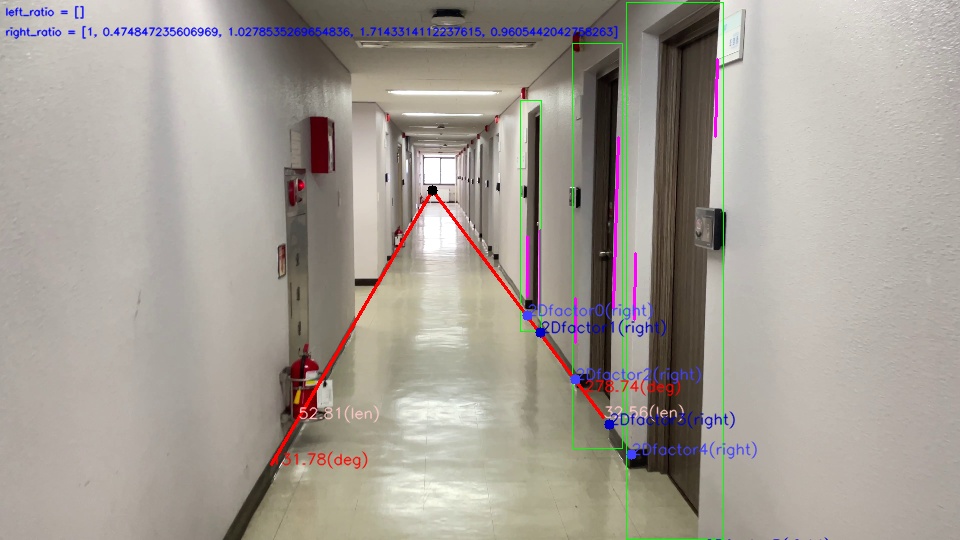 left_ratio = []
right_ratio = [1, 0.474847235606969, 1.0278535269654836, 1.7143314112237615, 0.9605442042758263]
2Dfactor0(right)
2Dfactor1(right)
2Dfactor2(right)
278.74(deg)
52.81(len)
32.56(len)
2Dfactor3(right)
2Dfactor4(right)
31.78(deg)